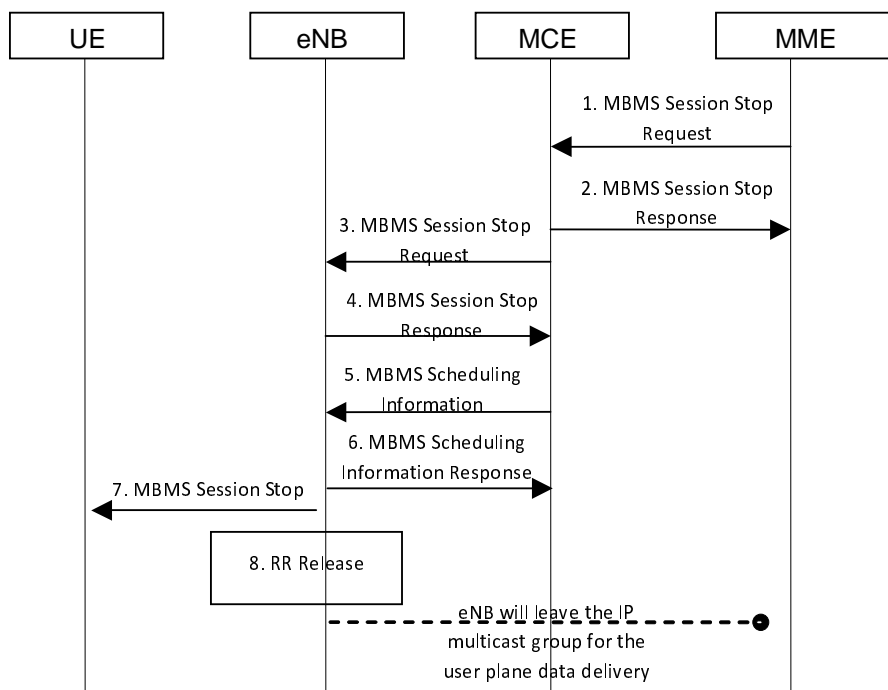 UE
eNB
MCE
MME
1. MBMS Session Stop
Request
2. MBMS Session Stop
Response
3. MBMS Session Stop
Request
4. MBMS Session Stop
Response
5. MBMS Scheduling
Information
6. MBMS Scheduling
Information Response
7. MBMS Session Stop
8. RR Release
eNB will leave the IP
multicast group for the
user plane data delivery